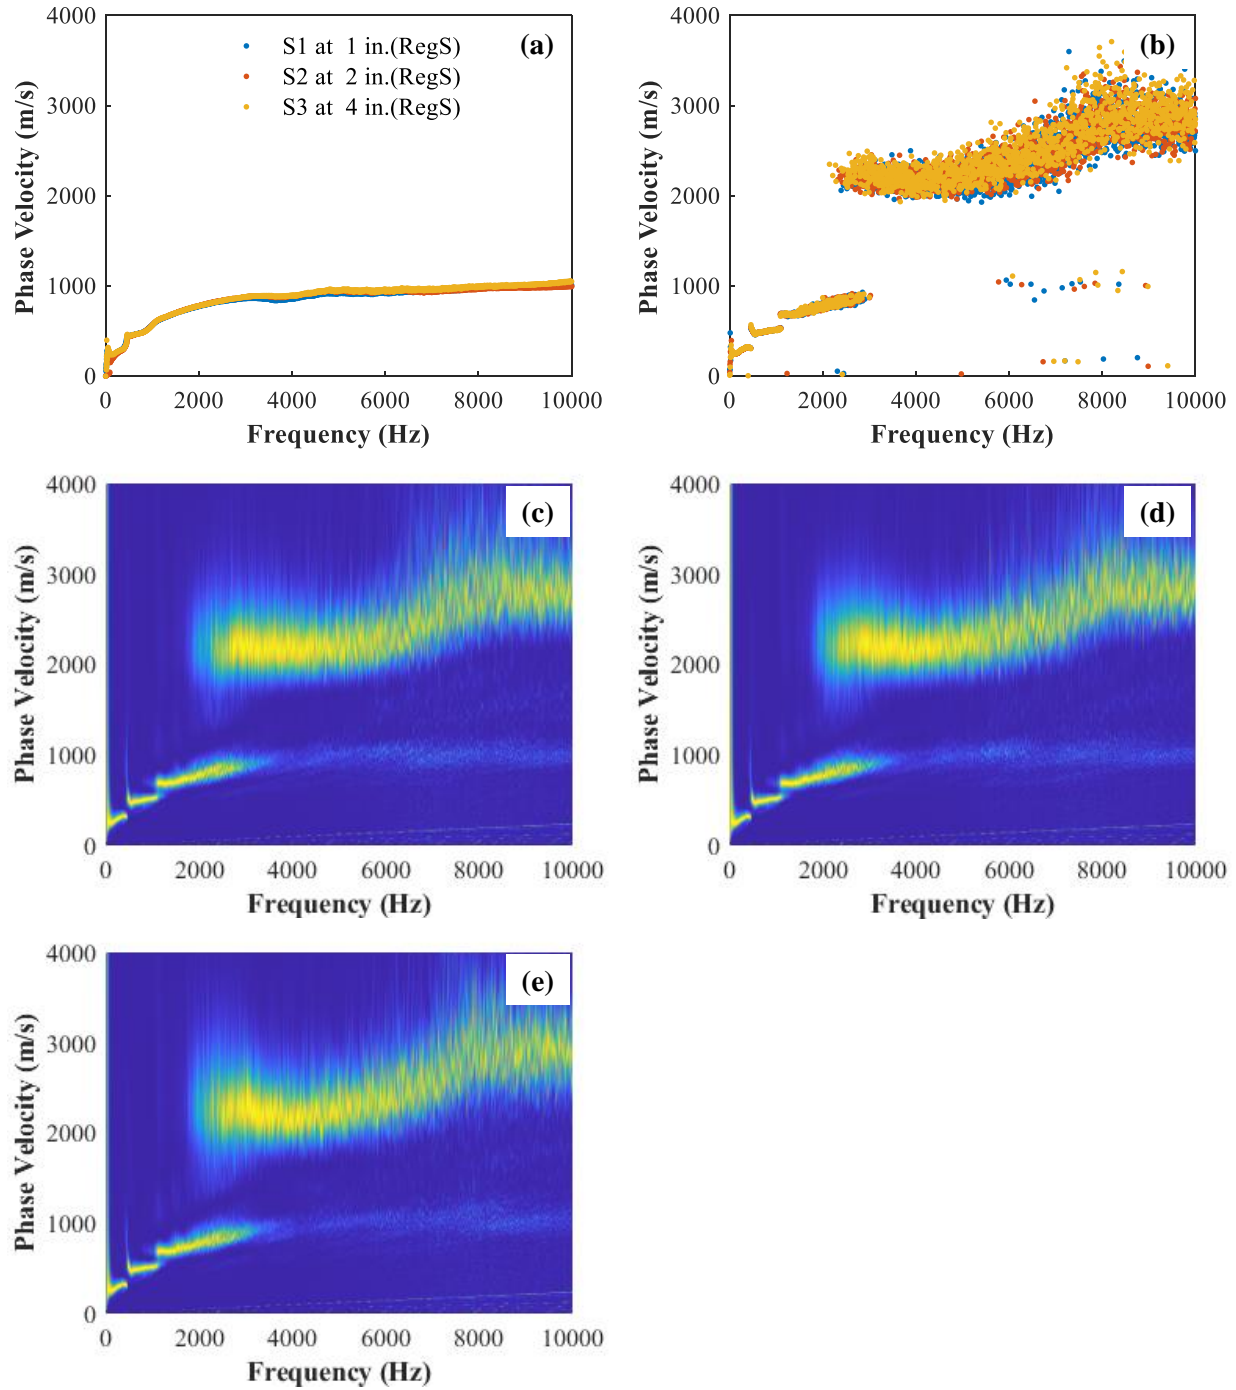 4000
3000
2000
1000
0
Phase Velocity (m/s)
S1 at 1 in.(RegS)
S2 at 2 in.(RegS)
S3 at 4 in.(RegS)
(a)
0 2000 4000 6000 8000 10000
Frequency (Hz)
4000
3000
2000
1000
0
Phase Velocity (m/s)
(b)
0 2000 4000 6000 8000 10000
Frequency (Hz)
4000
3000
2000
1000
0
Phase Velocity (m/s)
(c)
0 2000 4000 6000 8000 10000
Frequency (Hz)
4000
3000
2000
1000
0
Phase Velocity (m/s)
(d)
0 2000 4000 6000 8000 10000
Frequency (Hz)
4000
3000
2000
1000
0
Phase Velocity (m/s)
(e)
0 2000 4000 6000 8000 10000
Frequency (Hz)